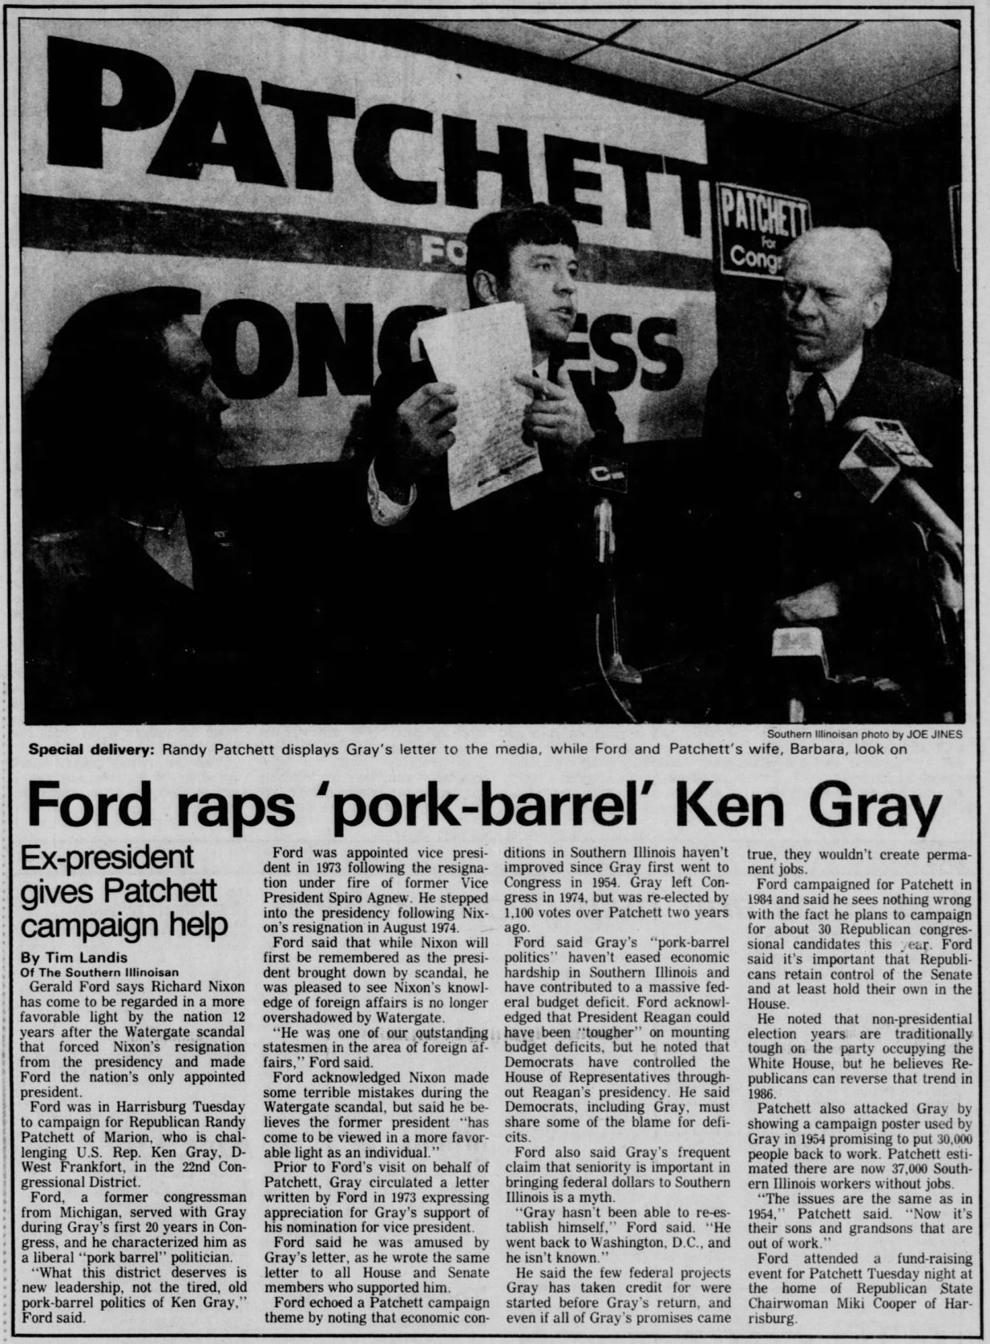 PATCHETT
FO
CONGRESS
PATCHETT
For
Congr
Southern Illinoisan photo by JOE JINES
Special delivery: Randy Patchett displays Gray's letter to the media, while Ford and Patchett's wife, Barbara, look on
Ford raps 'pork-barrel' Ken Gray
Ex-president
gives Patchett
campaign help
By Tim Landis
Of The Southern Illinoisan
Gerald Ford says Richard Nixon
has come to be regarded in a more
favorable light by the nation 12
years after the Watergate scandal
that forced Nixon's resignation
from the presidency and made
Ford the nation's only appointed
president.
Ford was in Harrisburg Tuesday
to campaign for Republican Randy
Patchett of Marion, who is chal-
lenging U.S. Rep. Ken Gray, D-
West Frankfort, in the 22nd Con-
gressional District.
Ford, a former congressman
from Michigan, served with Gray
during Gray's first 20 years in Con-
gress, and he characterized him as
a liberal "pork barrel" politician.
"What this district deserves is
new leadership, not the tired, old
pork-barrel politics of Ken Gray,"
Ford said.
Ford was appointed vice presi-
dent in 1973 following the resigna-
tion under fire of former Vice
President Spiro Agnew. He stepped
into the presidency following Nix-
on's resignation in August 1974.
Ford said that while Nixon will
first be remembered as the presi-
dent brought down by scandal, he
was pleased to see Nixon's knowl-
edge of foreign affairs is no longer
overshadowed by Watergate.
"He was one of our outstanding
statesmen in the area of foreign af-
fairs," Ford said.
Ford acknowledged Nixon made
some terrible mistakes during the
Watergate scandal, but said he be-
lieves the former president "has
come to be viewed in a more favor-
able light as an individual."
Prior to Ford's visit on behalf of
Patchett, Gray circulated a letter
written by Ford in 1973 expressing
appreciation for Gray's support of
his nomination for vice president.
Ford said he was amused by
Gray's letter, as he wrote the same
letter to all House and Senate
members who supported him.
Ford echoed a Patchett campaign
theme by noting that economic con-
ditions in Southern Illinois haven't
improved since Gray first went to
Congress in 1954. Gray left Con-
gress in 1974, but was re-elected by
1,100 votes over Patchett two years
ago.
Ford said Gray's "pork-barrel
politics" haven't eased economic
hardship in Southern Illinois and
have contributed to a massive fed-
eral budget deficit. Ford acknowl-
edged that President Reagan could
have been "tougher" on mounting
budget deficits, but he noted that
Democrats have controlled the
House of Representatives through-
out Reagan's presidency. He said
Democrats, including Gray, must
share some of the blame for defi-
cits.
Ford also said Gray's frequent
claim that seniority is important in
bringing federal dollars to Southern
Illinois is a myth.
"Gray hasn't been able to re-es-
tablish himself," Ford said. "He
went back to Washington, D.C., and
he isn't known."
He said the few federal projects
Gray has taken credit for were
started before Gray's return, and
even if all of Gray's promises came
true, they wouldn't create perma-
nent jobs.
Ford campaigned for Patchett in
1984 and said he sees nothing wrong
with the fact he plans to campaign
for about 30 Republican congres-
sional candidates this year. Ford
said it's important that Republi-
cans retain control of the Senate
and at least hold their own in the
House.
He noted that non-presidential
election years are traditionally
tough on the party occupying the
White House, but he believes Re-
publicans can reverse that trend in
1986.
Patchett also attacked Gray by
showing a campaign poster used by
Gray in 1954 promising to put 30,000
people back to work. Patchett esti-
mated there are now 37,000 South-
ern Illinois workers without jobs.
"The issues are the same as in
1954," Patchett said. "Now it's
their sons and grandsons that are
out of work."
Ford attended a fund-raising
event for Patchett Tuesday night at
the home of Republican State
Chairwoman Miki Cooper of Har-
risburg.